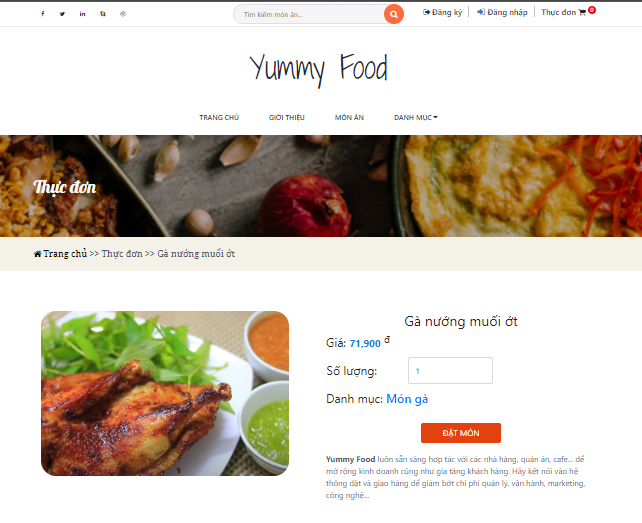 Tìm kiếm món ăn..
Đăng ký
Đăng nhập
Thực đơn 0
Yummy Food
TRANG CHỦ GIỚI THIỆU MÓN ĂN DANH MỤC
Thực đơn
Trang chủ >> Thực đơn >> Gà nướng muối ớt
Gà nướng muối ớt
Giá: 71,900 đ
Số lượng: 1
Danh mục: Món gà
ĐẶT MÓN
Yummy Food luôn sẵn sàng hợp tác với các nhà hàng, quán ăn, cafe... để
mở rộng kinh doanh cũng như gia tăng khách hàng. Hãy kết nối vào hệ
thống đặt và giao hàng để giảm bớt chi phí quản lý, vận hành, marketing,
công nghệ...